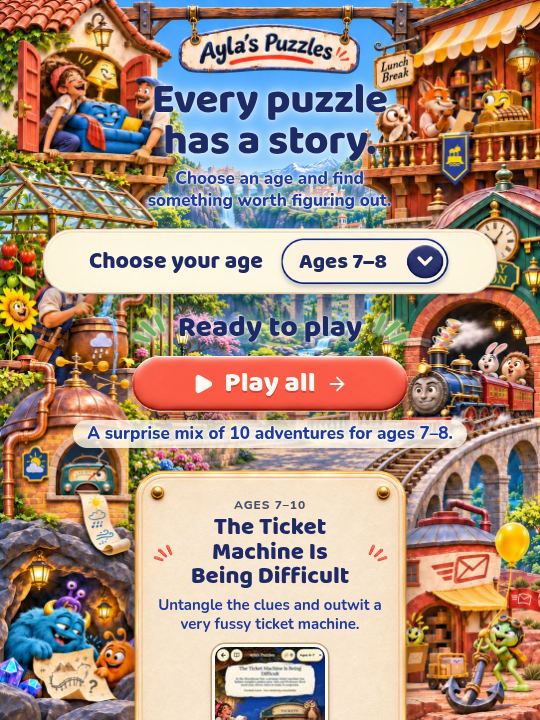 Ayla's Puzzles
Lunch
Break
Every puzzle
has a story.
Choose an age and find
something worth figuring out.
Choose your age
Ages 7–8
Ready to play
Play all →
A surprise mix of 10 adventures for ages 7–8.
AGES 7–10
The Ticket
Machine Is
Being Difficult
Untangle the clues and outwit a
very fussy ticket machine.
The Ticket Machine Is Being
Difficult
?